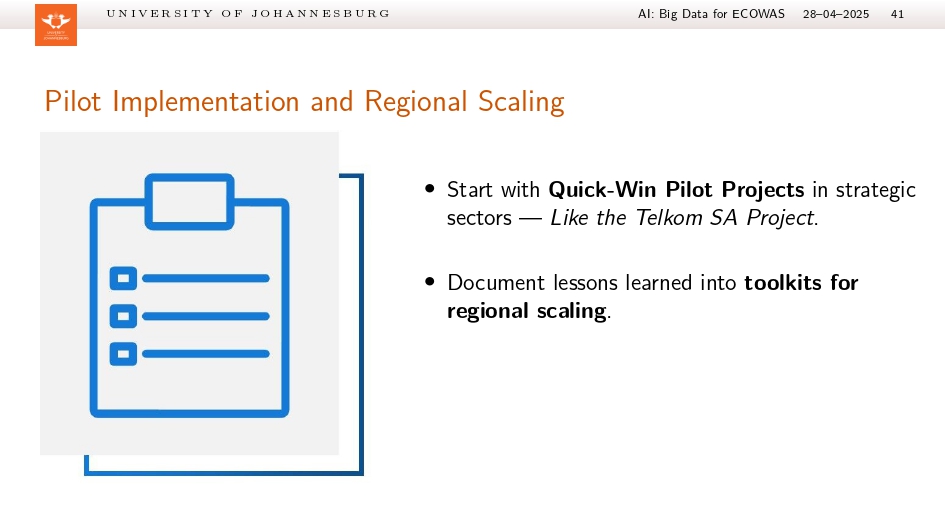 UNIVERSITY OF JOHANNESBURG
AI: Big Data for ECOWAS 28–04–2025 41
UNIVERSITY
JOHANNESBURG
Pilot Implementation and Regional Scaling
• Start with Quick-Win Pilot Projects in strategic
sectors — Like the Telkom SA Project.
• Document lessons learned into toolkits for
regional scaling.